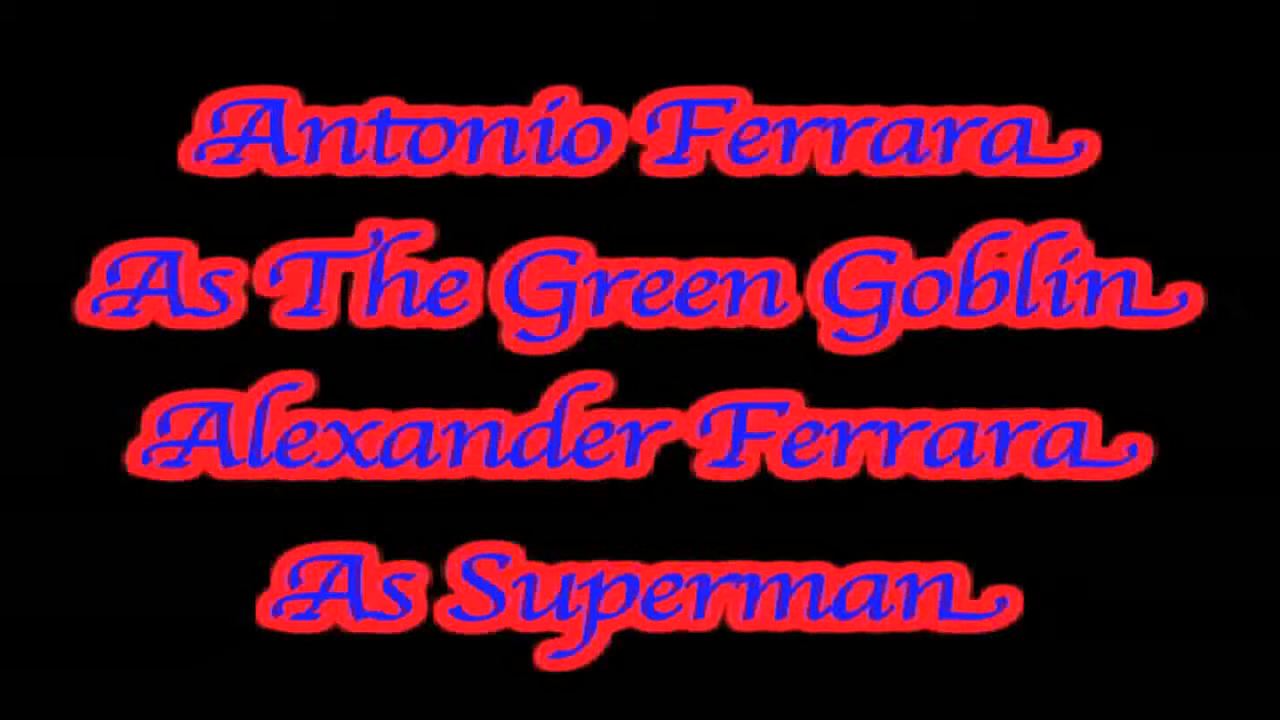 Antonio Ferrara
As The Green Goblin
Alexander Ferrara
As Superman